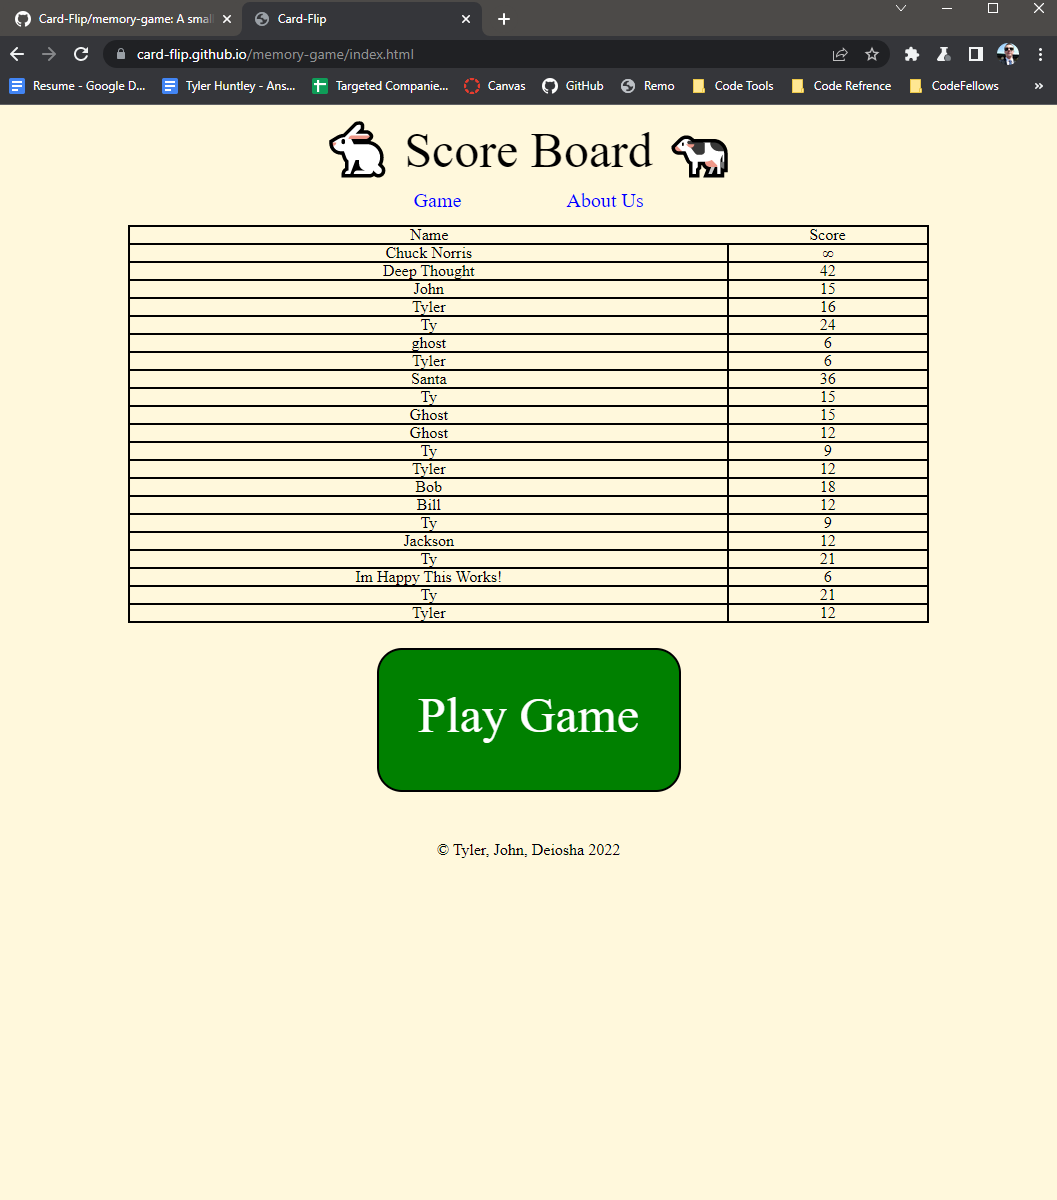 Card-Flip/memory-game: A smal
Card-Flip
card-flip.github.io/memory-game/index.html
Resume - Google D... Tyler Huntley - Ans... Targeted Companie... Canvas GitHub Remo Code Tools Code Refrence CodeFellows »
Score Board
Game About Us
Name Score
Chuck Norris ∞
Deep Thought 42
John 15
Tyler 16
Ty 24
ghost 6
Tyler 6
Santa 36
Ty 15
Ghost 15
Ghost 12
Ty 9
Tyler 12
Bob 18
Bill 12
Ty 9
Jackson 12
Ty 21
Im Happy This Works! 6
Ty 21
Tyler 12
Play Game
© Tyler, John, Deiosha 2022